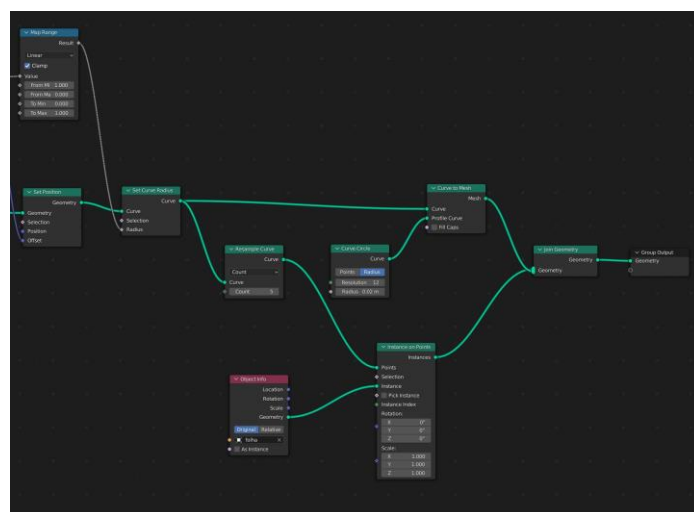 Map Range
Result
Linear
Clamp
Value
From Mi 1.000
From Ma 0.000
To Min 0.000
To Max 1.000
Set Position
Geometry
Geometry
Selection
Position
Offset
Set Curve Radius
Curve
Curve
Selection
Radius
Curve to Mesh
Mesh
Curve
Profile Curve
Fill Caps
Resample Curve
Curve
Count
Curve
Count 5
Curve Circle
Curve
Points Radius
Resolution 12
Radius 0.02 m
Join Geometry
Geometry
Geometry
Group Output
Geometry
Instance on Points
Instances
Points
Selection
Instance
Pick Instance
Instance Index
Rotation:
X 0°
Y 0°
Z 0°
Scale:
X 1.000
Y 1.000
Z 1.000
Object Info
Location
Rotation
Scale
Geometry
Original Relative
folha
As Instance